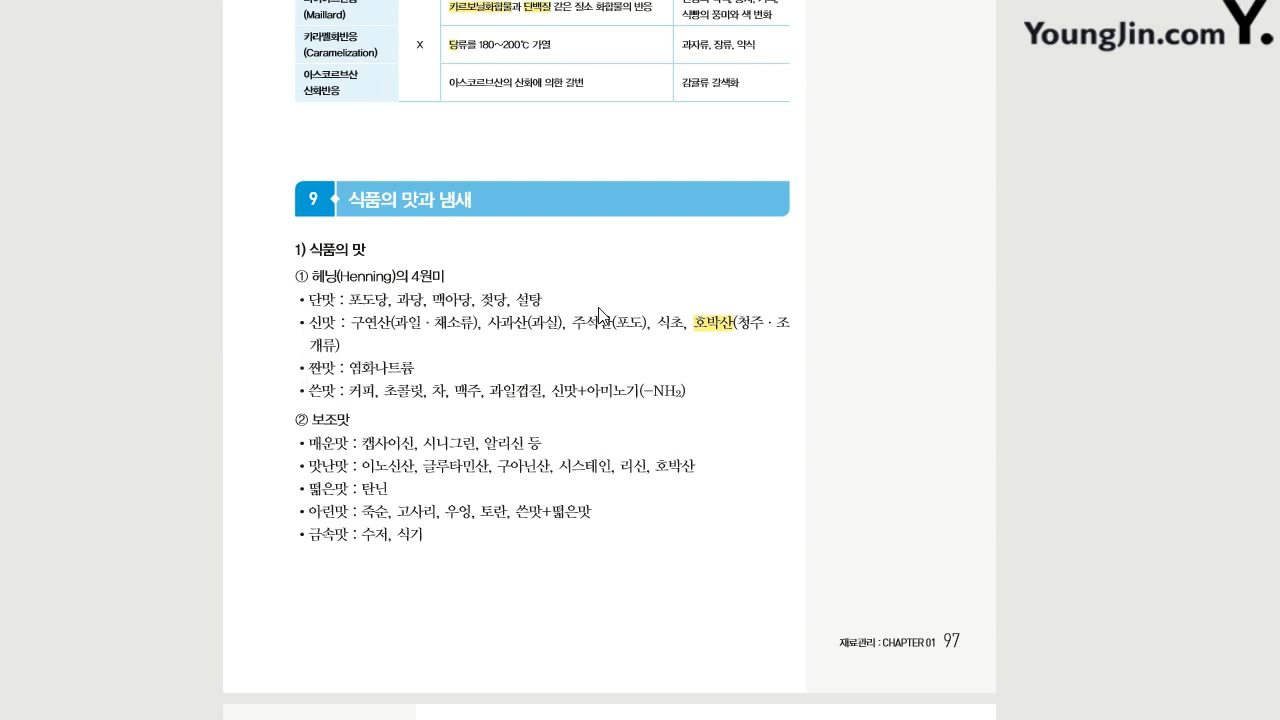 YoungJin.com Y.
(Maillard)
카르보닐화합물과 단백질 같은 질소 화합물의 반응
식빵의 풍미와 색 변화
카라멜화반응
(Caramelization)
X
당류를 180~200℃ 가열
과자류, 장류, 약식
아스코르브산
산화반응
아스코르브산의 산화에 의한 갈변
감귤류 갈색화
9 식품의 맛과 냄새
1) 식품의 맛
① 헤닝(Henning)의 4원미
• 단맛 : 포도당, 과당, 맥아당, 젖당, 설탕
• 신맛 : 구연산(과일 · 채소류), 사과산(과실), 주석산(포도), 식초, 호박산(청주 · 조
개류)
• 짠맛 : 염화나트륨
• 쓴맛 : 커피, 초콜릿, 차, 맥주, 과일껍질, 신맛+아미노기(-NH₂)
② 보조맛
• 매운맛 : 캡사이신, 시니그린, 알리신 등
• 맛난맛 : 이노신산, 글루타민산, 구아닌산, 시스테인, 리신, 호박산
• 떫은맛 : 탄닌
• 아린맛 : 죽순, 고사리, 우엉, 토란, 쓴맛+떫은맛
• 금속맛 : 수저, 식기
재료관리 : CHAPTER 01 97